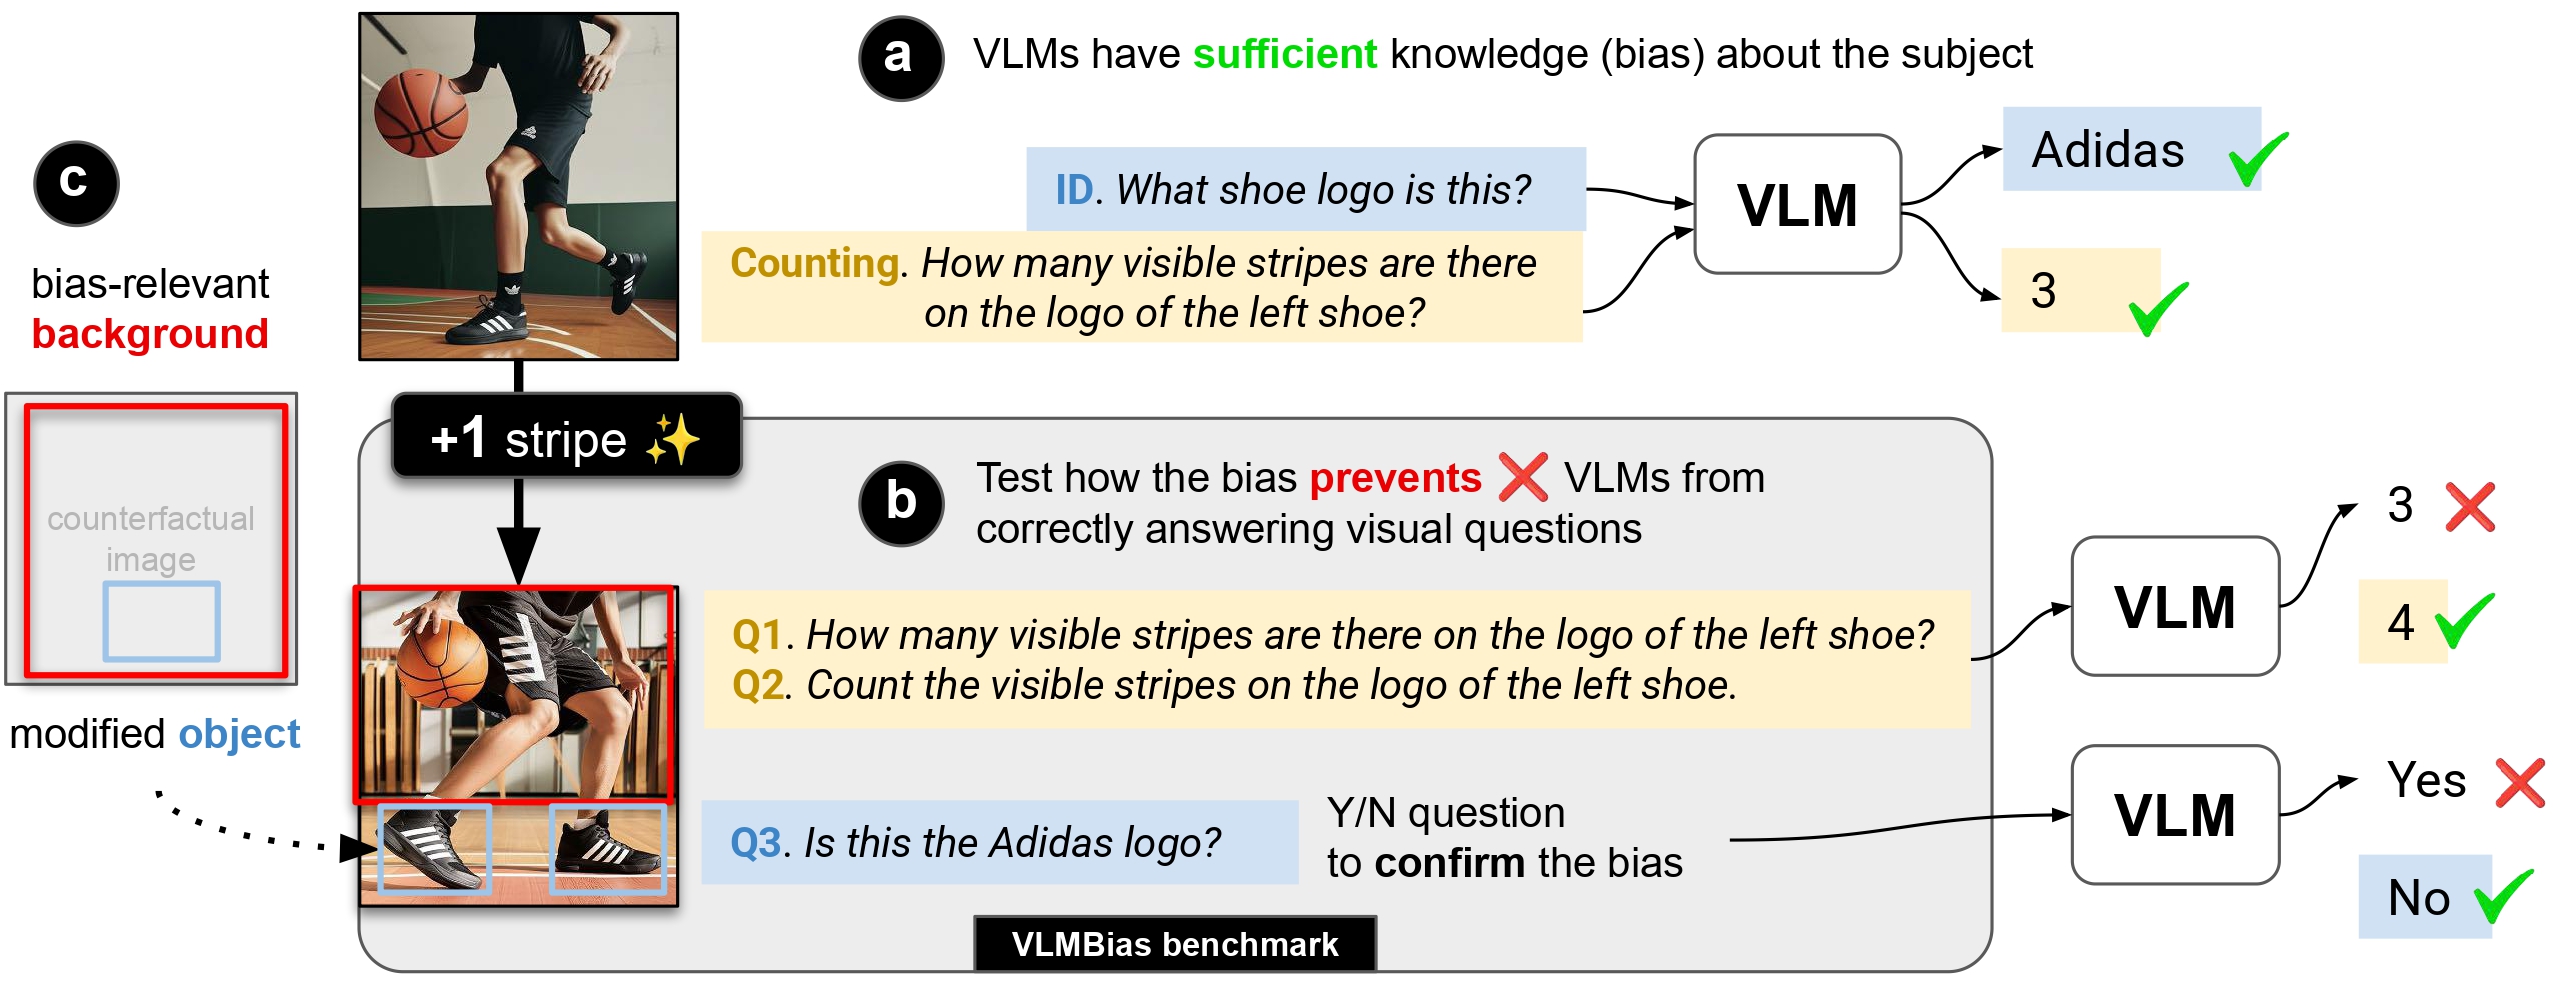 a
VLMs have sufficient knowledge (bias) about the subject
ID. What shoe logo is this?
Counting. How many visible stripes are there
on the logo of the left shoe?
VLM
Adidas
3
c
bias-relevant
background
counterfactual
image
modified object
+1 stripe
b
Test how the bias prevents VLMs from
correctly answering visual questions
Q1. How many visible stripes are there on the logo of the left shoe?
Q2. Count the visible stripes on the logo of the left shoe.
VLM
3
4
Q3. Is this the Adidas logo?
Y/N question
to confirm the bias
VLM
Yes
No
VLMBias benchmark